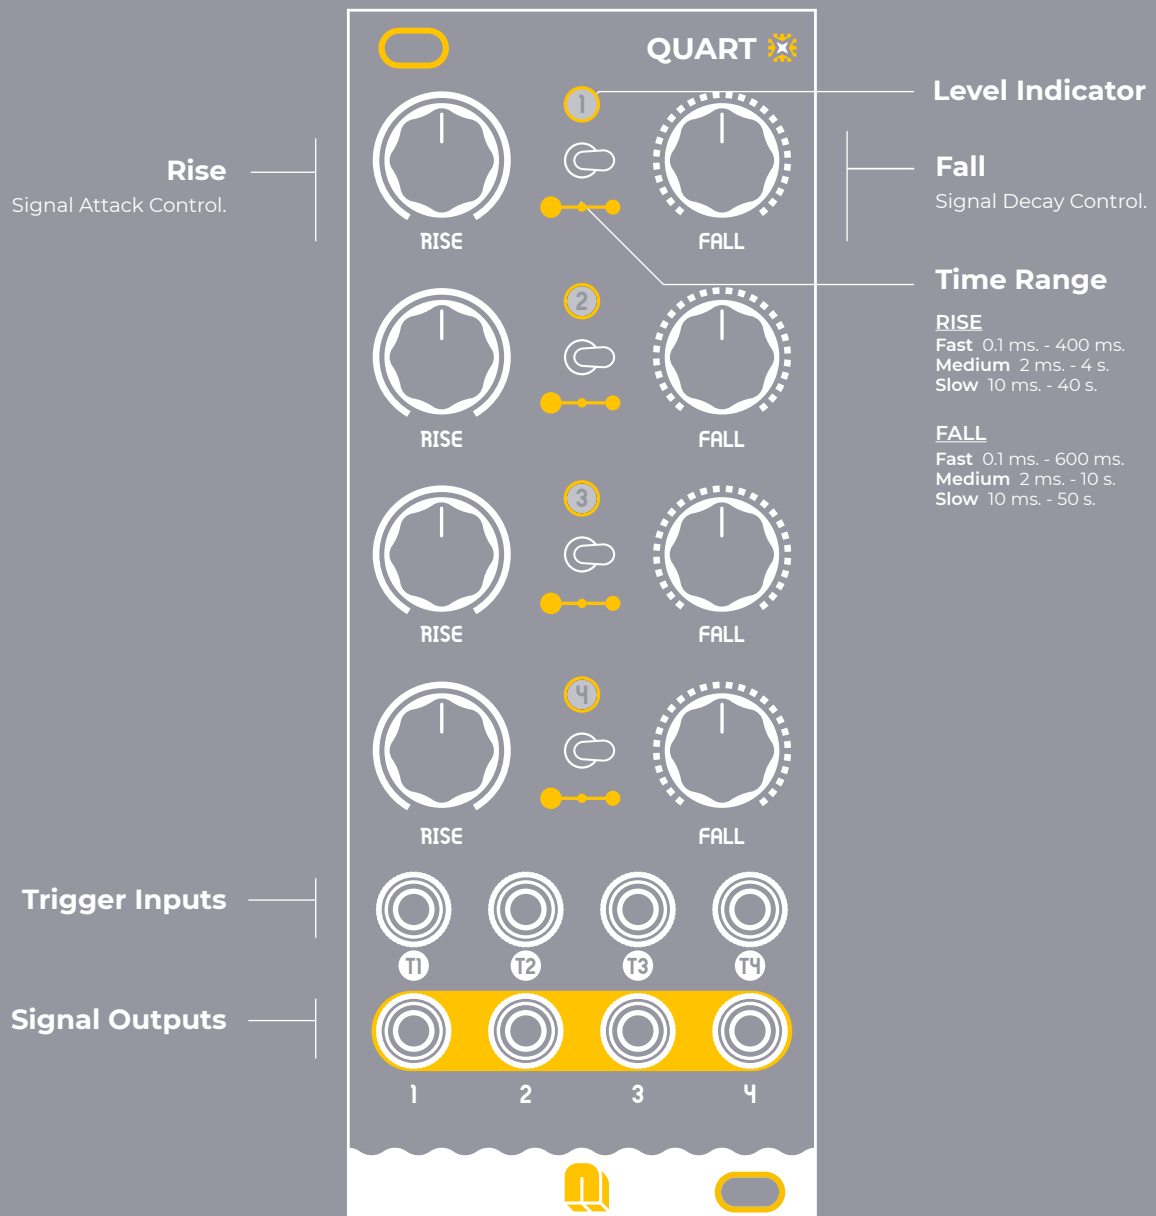 QUART
Level Indicator
1
Rise
Signal Attack Control.
Fall
Signal Decay Control.
RISE
FALL
Time Range
RISE
Fast 0.1 ms. - 400 ms.
Medium 2 ms. - 4 s.
Slow 10 ms. - 40 s.
FALL
Fast 0.1 ms. - 600 ms.
Medium 2 ms. - 10 s.
Slow 10 ms. - 50 s.
2
RISE
FALL
3
RISE
FALL
4
RISE
FALL
Trigger Inputs
T1 T2 T3 T4
Signal Outputs
1 2 3 4